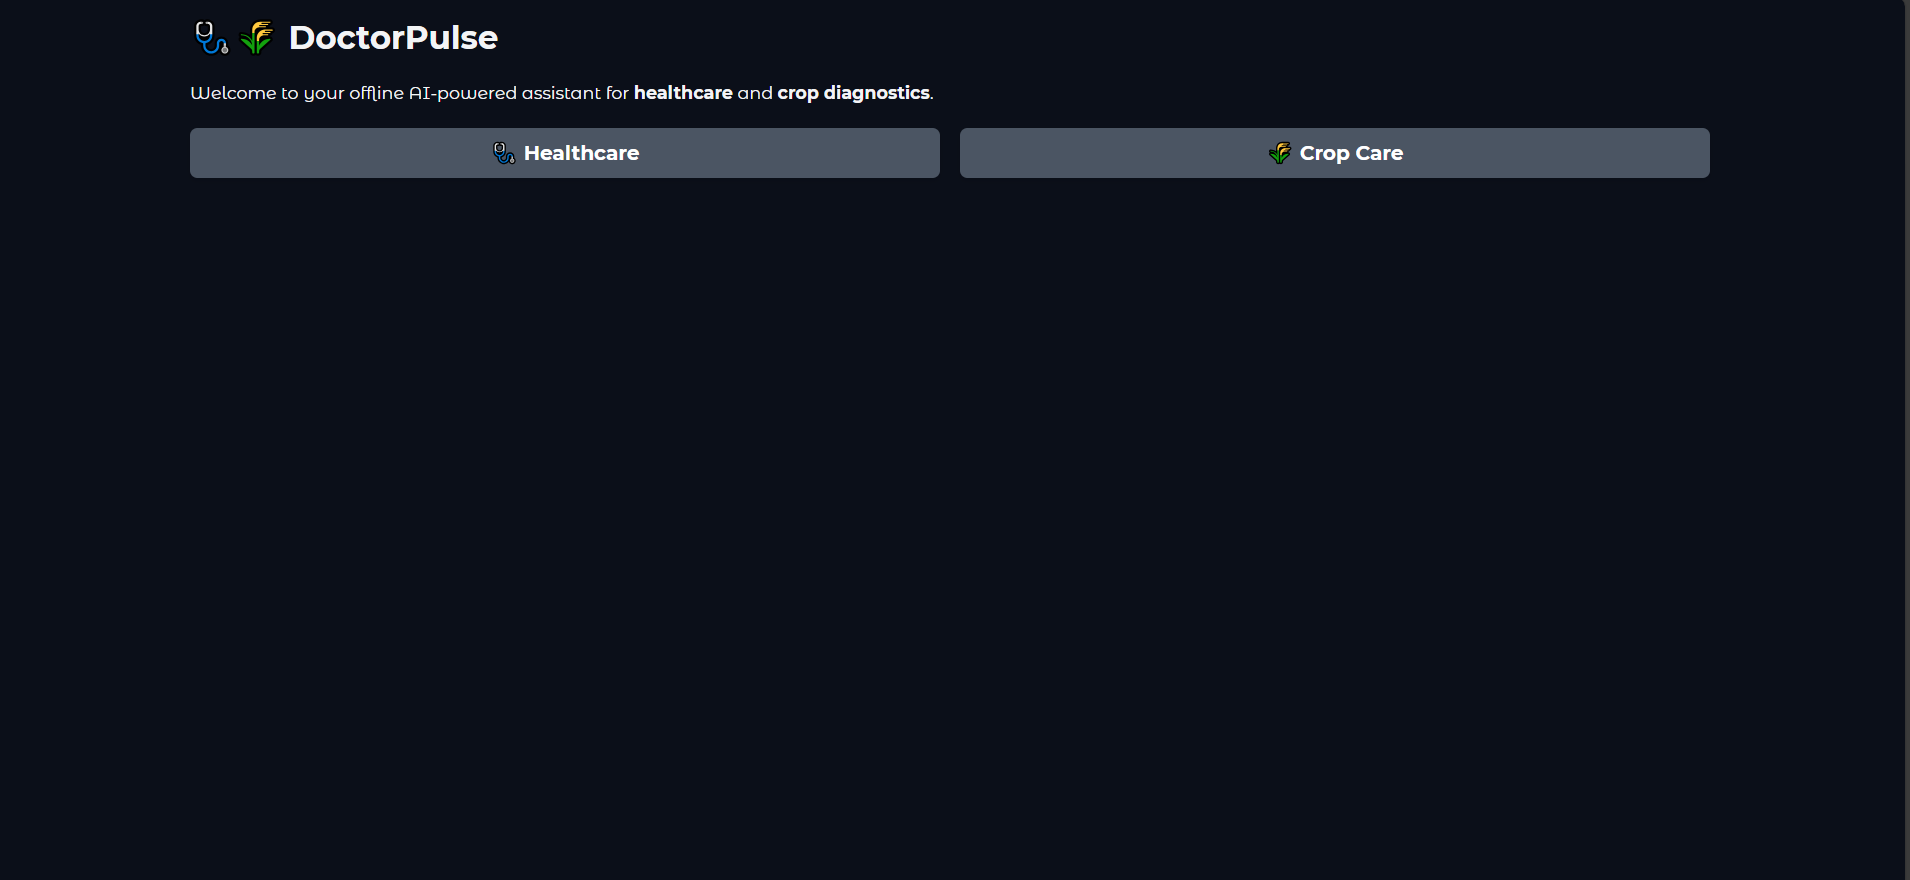 DoctorPulse
Welcome to your offline AI-powered assistant for healthcare and crop diagnostics.
Healthcare
Crop Care